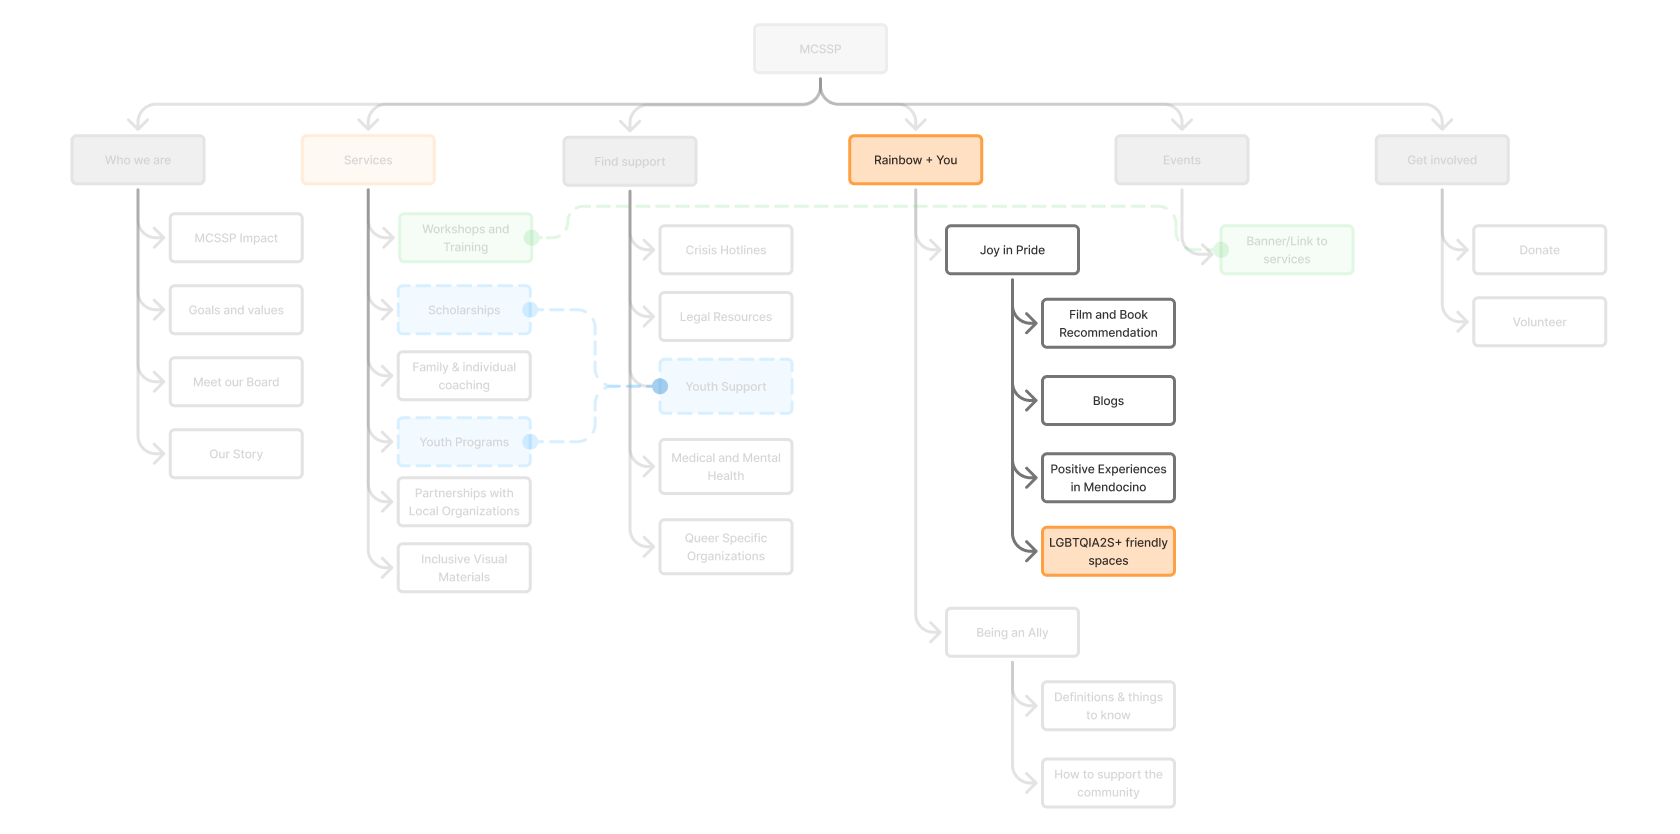 MCSSP
Who we are
Services
Find support
Rainbow + You
Events
Get involved
MCSSP Impact
Goals and values
Meet our Board
Our Story
Workshops and
Training
Scholarships
Family & individual
coaching
Youth Programs
Partnerships with
Local Organizations
Inclusive Visual
Materials
Crisis Hotlines
Legal Resources
Youth Support
Medical and Mental
Health
Queer Specific
Organizations
Joy in Pride
Film and Book
Recommendation
Blogs
Positive Experiences
in Mendocino
LGBTQIA2S+ friendly
spaces
Being an Ally
Definitions & things
to know
How to support the
community
Banner/Link to
services
Donate
Volunteer